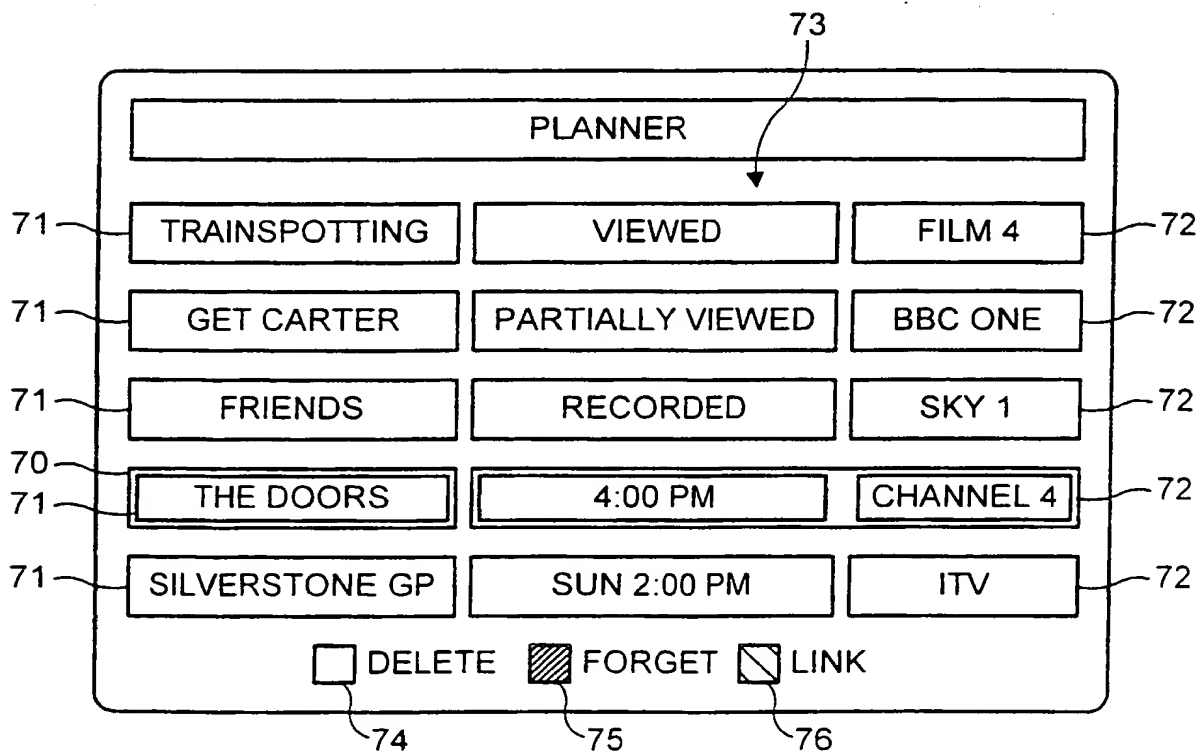 73
PLANNER
71 TRAINSPOTTING VIEWED FILM 4 72
71 GET CARTER PARTIALLY VIEWED BBC ONE 72
71 FRIENDS RECORDED SKY 1 72
70
71 THE DOORS 4:00 PM CHANNEL 4 72
71 SILVERSTONE GP SUN 2:00 PM ITV 72
DELETE FORGET LINK
74 75 76